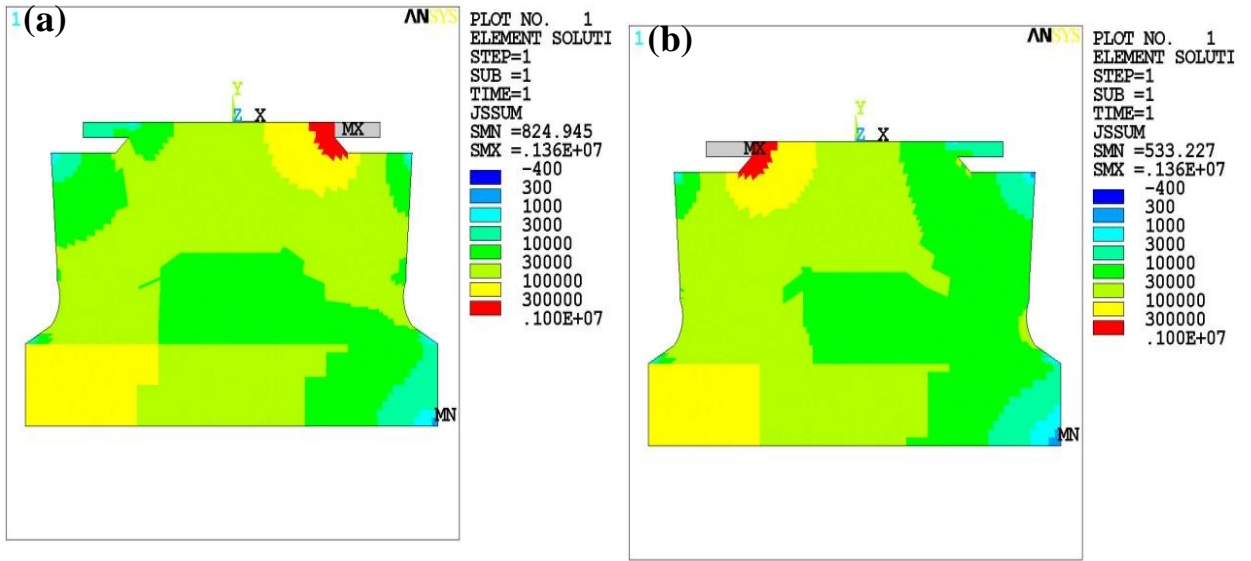 1 (a)
ANSYS
PLOT NO. 1
ELEMENT SOLUTI
STEP=1
SUB =1
TIME=1
JSSUM
SMN =824.945
SMX =.136E+07
-400
300
1000
3000
10000
30000
100000
300000
.100E+07
Y
Z X
MX
MN
1 (b)
ANSYS
PLOT NO. 1
ELEMENT SOLUTI
STEP=1
SUB =1
TIME=1
JSSUM
SMN =533.227
SMX =.136E+07
-400
300
1000
3000
10000
30000
100000
300000
.100E+07
Y
Z X
MX
MN